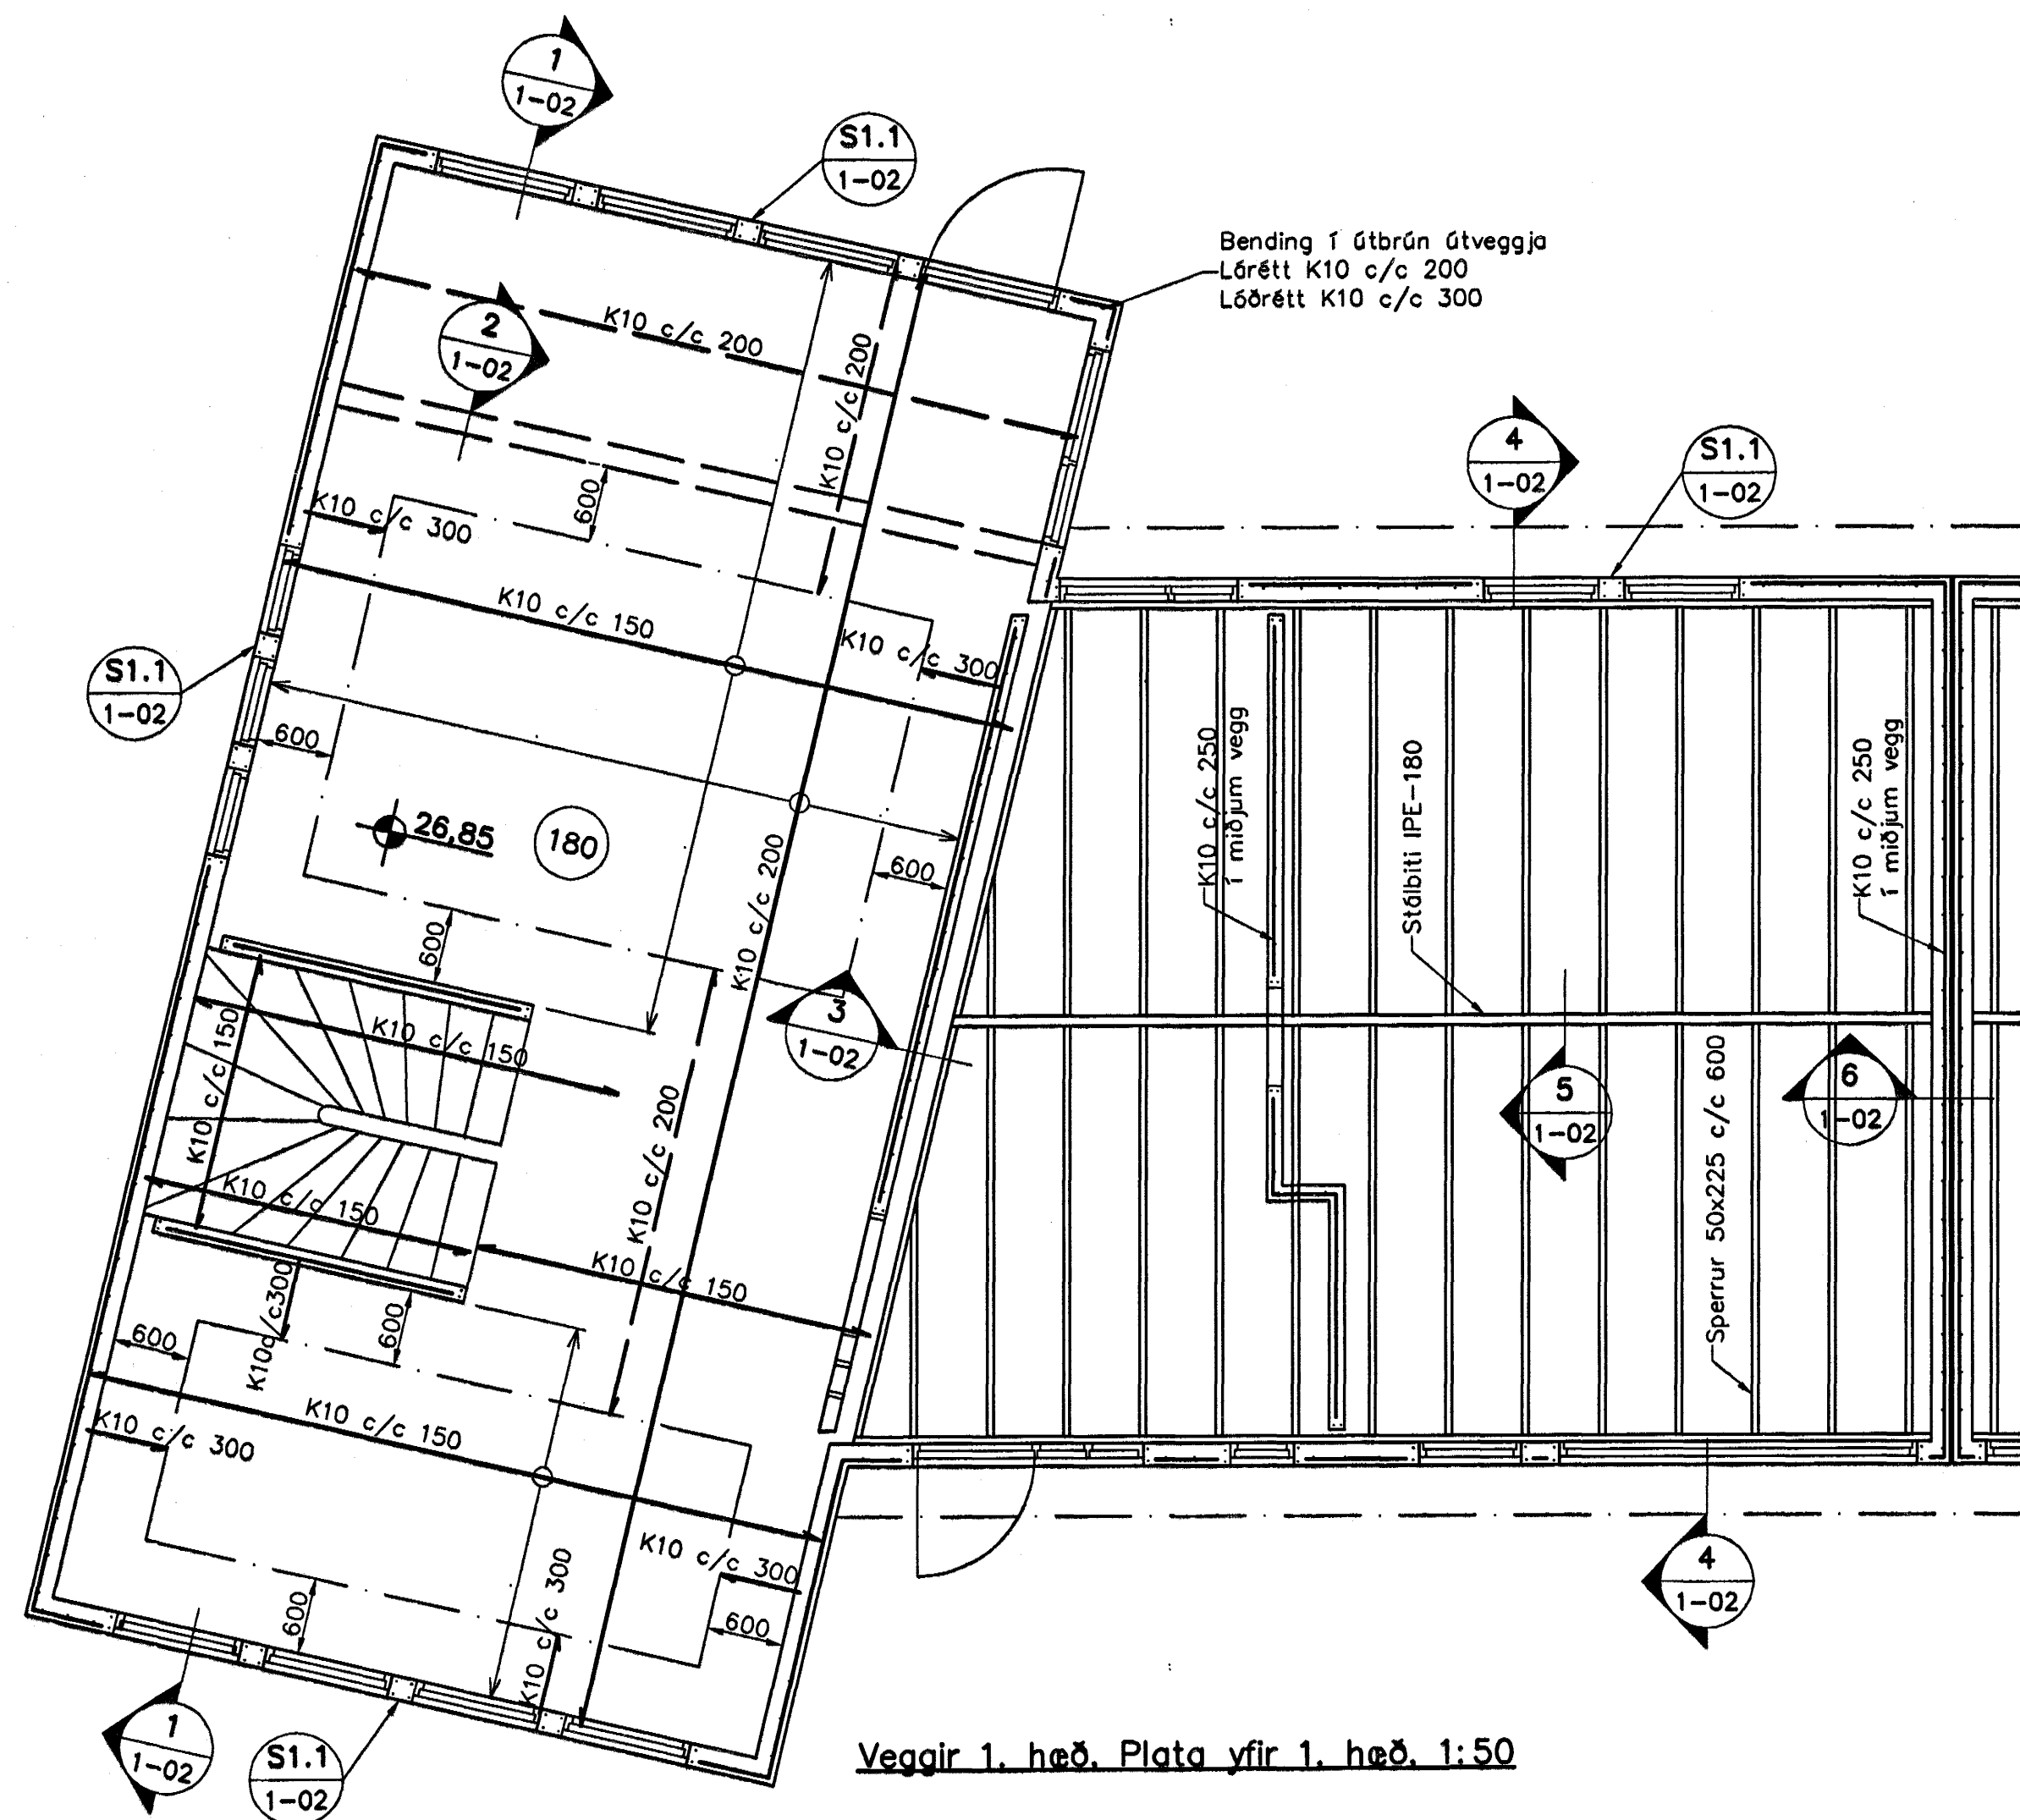 1
1-02
S1.1
1-02
Bending í útbrún útveggja
Lárétt K10 c/c 200
Lóðrétt K10 c/c 300
K10 c/c 200
2
1-02
K10 c/c 200
4
1-02
S1.1
1-02
600
K10 c/c 300
K10 c/c 150
K10 c/c 300
S1.1
1-02
600
K10 c/c 250
í miðjum vegg
Stálbiti IPE-180
K10 c/c 250
í miðjum vegg
26,85
180
600
K10 c/c 200
600
3
1-02
K10 c/c 150
K10 c/c 150
K10 c/c 200
5
1-02
Sperrur 50x225 c/c 600
6
1-02
K10 c/c 150
K10 c/c 150
K10 c/c300
600
600
K10 c/c 150
K10 c/c 300
K10 c/c 300
K10 c/c 300
600
600
4
1-02
1
1-02
S1.1
1-02
Veggir 1. hæð. Plata yfir 1. hæð. 1:50